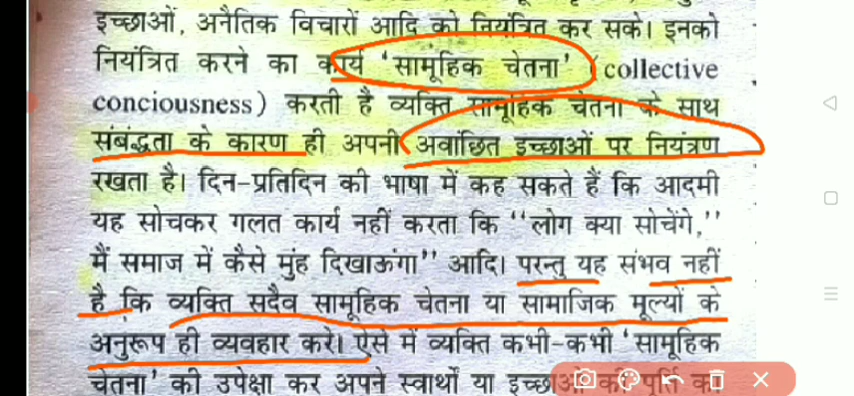 इच्छाओं, अनैतिक विचारों आदि को नियंत्रित कर सके। इनको
नियंत्रित करने का कार्य ‘सामूहिक चेतना’ (collective
conciousness) करती है व्यक्ति सामूहिक चेतना के साथ
संबंद्धता के कारण ही अपनी अवांछित इच्छाओं पर नियंत्रण
रखता है। दिन-प्रतिदिन की भाषा में कह सकते हैं कि आदमी
यह सोचकर गलत कार्य नहीं करता कि ‘‘लोग क्या सोचेंगे,’’
मैं समाज में कैसे मुंह दिखाऊंगा’’ आदि। परन्तु यह संभव नहीं
है कि व्यक्ति सदैव सामूहिक चेतना या सामाजिक मूल्यों के
अनुरूप ही व्यवहार करे। ऐसे में व्यक्ति कभी-कभी ‘सामूहिक
चेतना’ की उपेक्षा कर अपने स्वार्थों या इच्छाओं की पूर्ति का